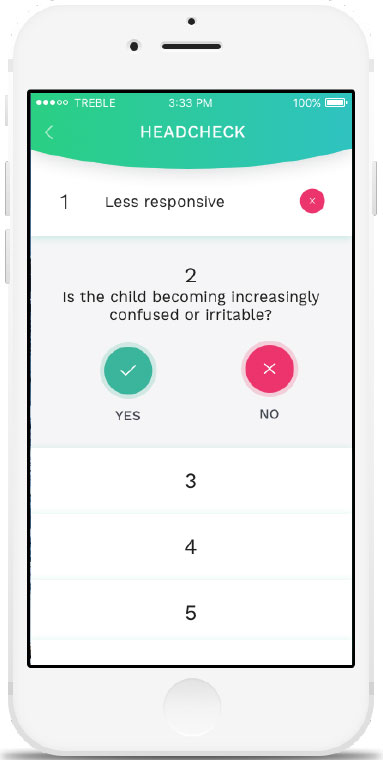 TREBLE 3:33 PM 100%
HEADCHECK
1 Less responsive
2
Is the child becoming increasingly
confused or irritable?
YES NO
3
4
5